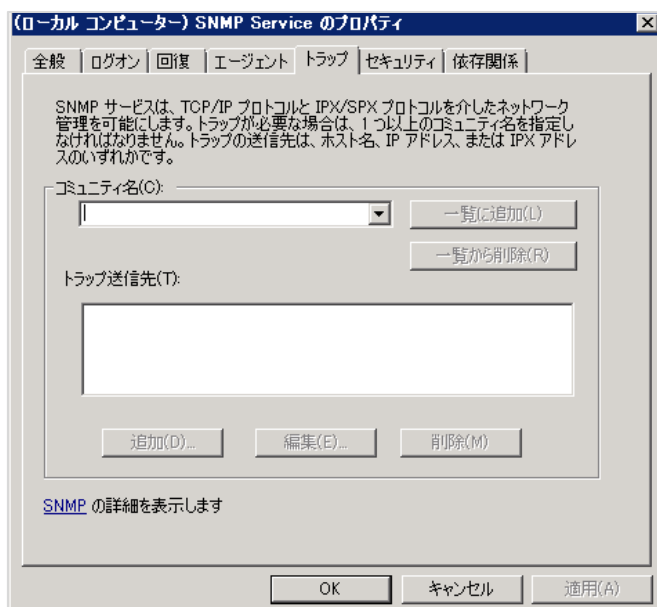 (ローカル コンピューター) SNMP Service のプロパティ
全般 ログオン 回復 エージェント トラップ セキュリティ 依存関係
SNMP サービスは、TCP/IP プロトコルと IPX/SPX プロトコルを介したネットワーク
管理を可能にします。トラップが必要な場合は、1 つ以上のコミュニティ名を指定し
なければなりません。トラップの送信先は、ホスト名、IP アドレス、または IPX アドレ
スのいずれかです。
コミュニティ名(C):
一覧に追加(L)
一覧から削除(R)
トラップ送信先(T):
追加(D)... 編集(E)... 削除(M)
SNMP の詳細を表示します
OK キャンセル 適用(A)